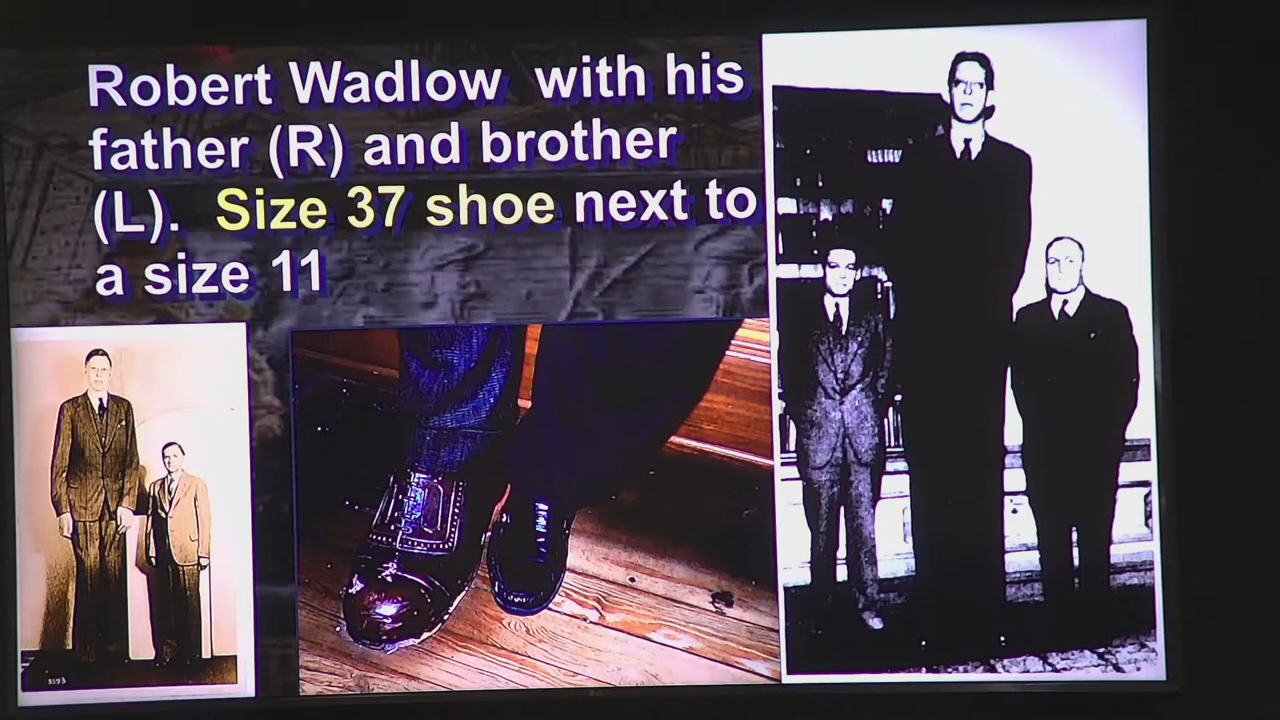 Robert Wadlow with his
father (R) and brother
(L). Size 37 shoe next to
a size 11